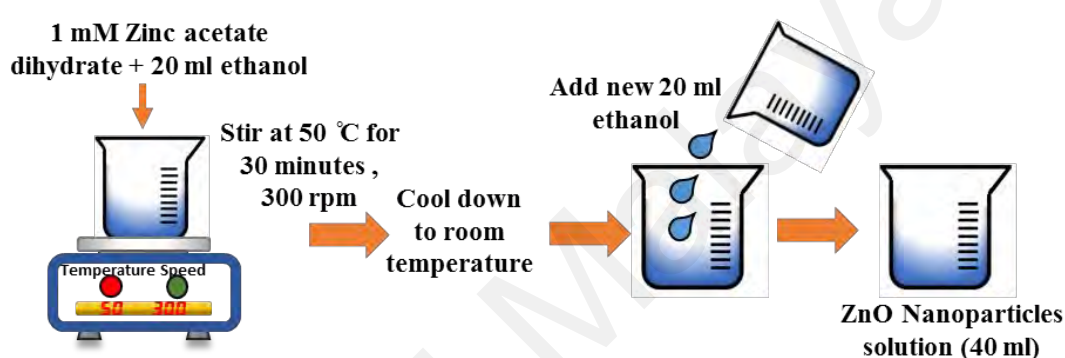 1 mM Zinc acetate
dihydrate + 20 ml ethanol
Stir at 50 ℃ for
30 minutes ,
300 rpm
Temperature Speed
50 300
Cool down
to room
temperature
Add new 20 ml
ethanol
ZnO Nanoparticles
solution (40 ml)
Malaya